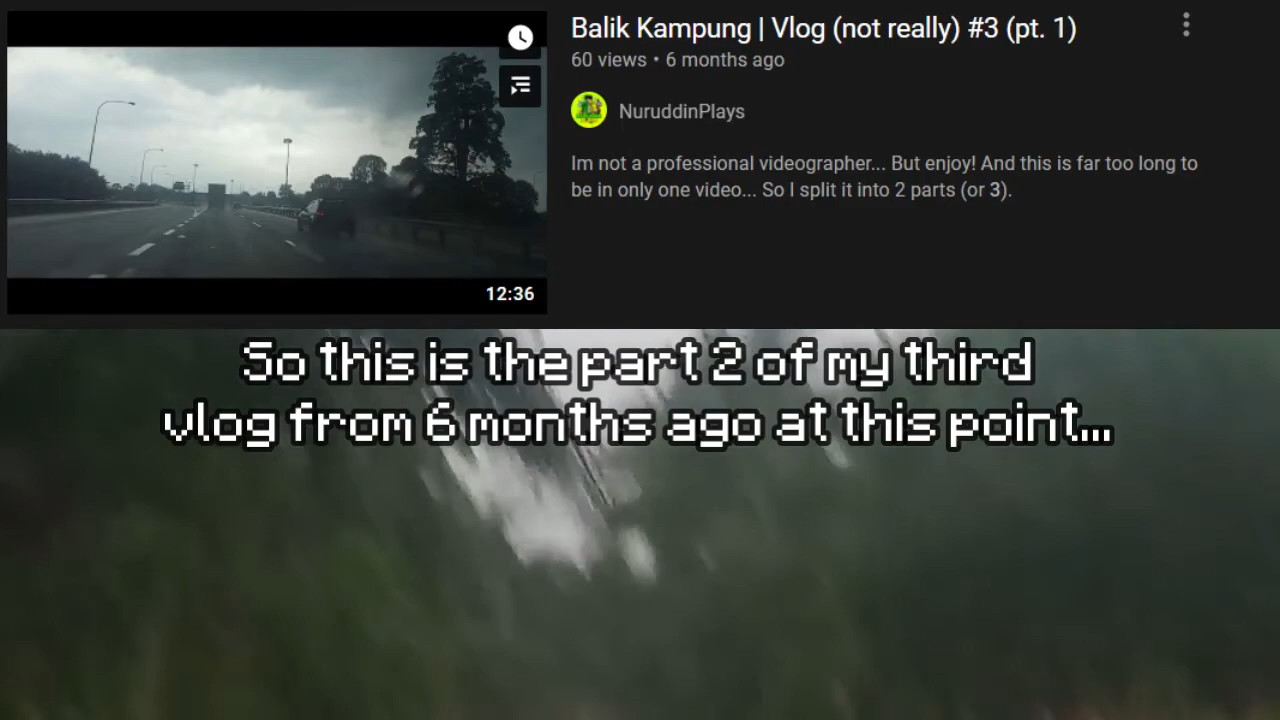 Balik Kampung | Vlog (not really) #3 (pt. 1)
60 views • 6 months ago
NuruddinPlays
Im not a professional videographer... But enjoy! And this is far too long to
be in only one video... So I split it into 2 parts (or 3).
12:36
So this is the part 2 of my third
vlog from 6 months ago at this point...